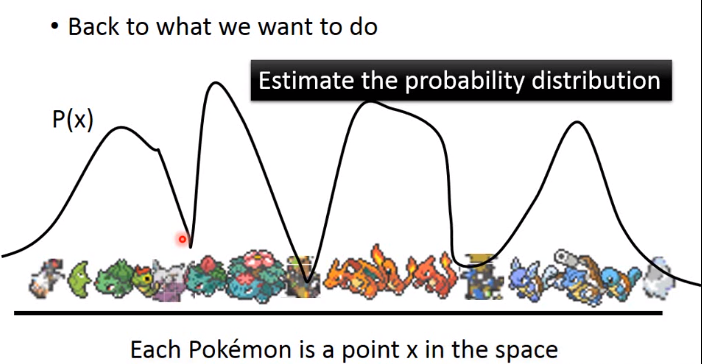 • Back to what we want to do
Estimate the probability distribution
P(x)
Each Pokémon is a point x in the space